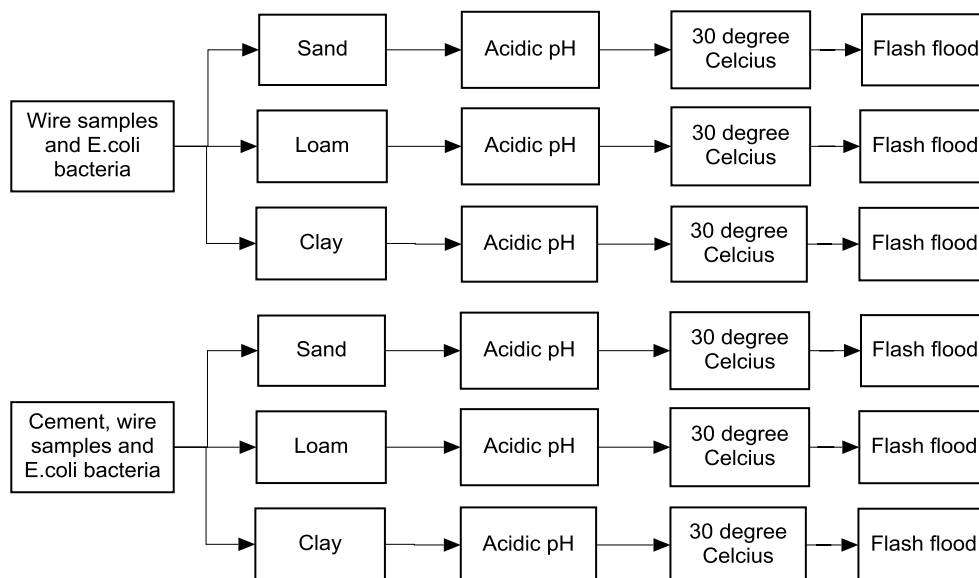 Sand
Acidic pH
30 degree
Celcius
Flash flood
Wire samples
and E.coli
bacteria
Loam
Acidic pH
30 degree
Celcius
Flash flood
Clay
Acidic pH
30 degree
Celcius
Flash flood
Sand
Acidic pH
30 degree
Celcius
Flash flood
Cement, wire
samples and
E.coli bacteria
Loam
Acidic pH
30 degree
Celcius
Flash flood
Clay
Acidic pH
30 degree
Celcius
Flash flood